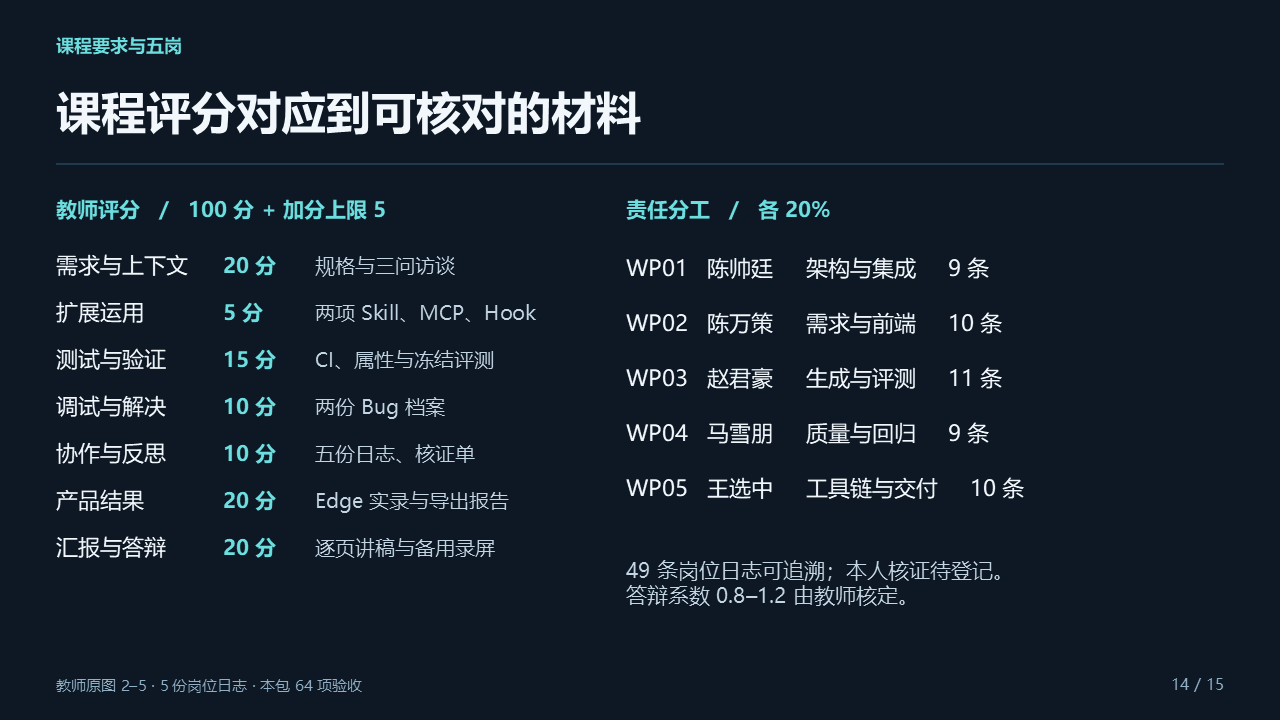 课程要求与五岗
课程评分对应到可核对的材料
教师评分 / 100 分 + 加分上限 5
需求与上下文 20 分 规格与三问访谈
扩展运用 5 分 两项 Skill、MCP、Hook
测试与验证 15 分 CI、属性与冻结评测
调试与解决 10 分 两份 Bug 档案
协作与反思 10 分 五份日志、核证单
产品结果 20 分 Edge 实录与导出报告
汇报与答辩 20 分 逐页讲稿与备用录屏
责任分工 / 各 20%
WP01 陈帅廷 架构与集成 9 条
WP02 陈万策 需求与前端 10 条
WP03 赵君豪 生成与评测 11 条
WP04 马雪朋 质量与回归 9 条
WP05 王选中 工具链与交付 10 条
49 条岗位日志可追溯；本人核证待登记。
答辩系数 0.8–1.2 由教师核定。
教师原图 2–5 · 5 份岗位日志 · 本包 64 项验收
14 / 15